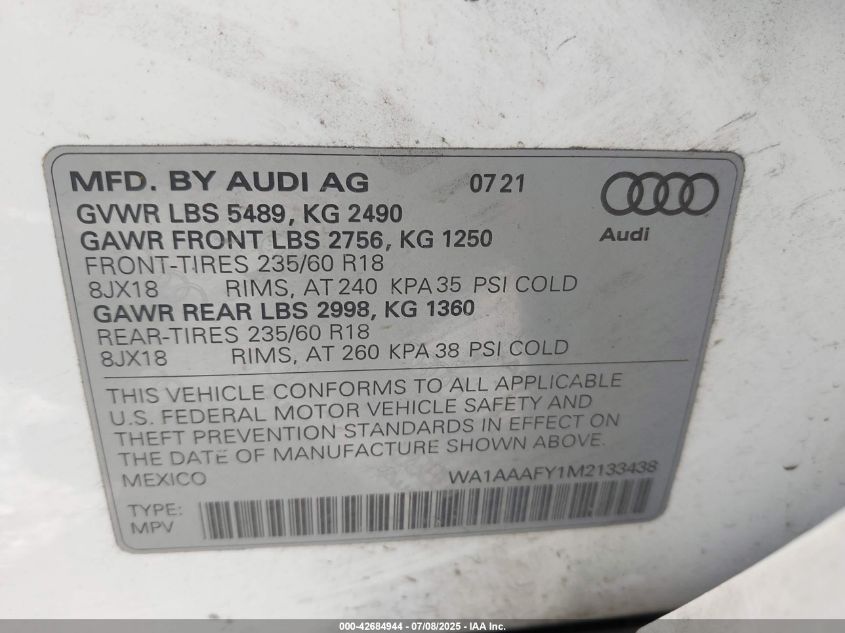 MFD. BY AUDI AG 07 21
GVWR LBS 5489, KG 2490
GAWR FRONT LBS 2756, KG 1250
FRONT-TIRES 235/60 R18
8JX18 RIMS, AT 240 KPA 35 PSI COLD
GAWR REAR LBS 2998, KG 1360
REAR-TIRES 235/60 R18
8JX18 RIMS, AT 260 KPA 38 PSI COLD
Audi
THIS VEHICLE CONFORMS TO ALL APPLICABLE
U.S. FEDERAL MOTOR VEHICLE SAFETY AND
THEFT PREVENTION STANDARDS IN EFFECT ON
THE DATE OF MANUFACTURE SHOWN ABOVE.
MEXICO WA1AAAFY1M2133438
TYPE:
MPV
000-42684944 - 07/08/2025 - IAA Inc.